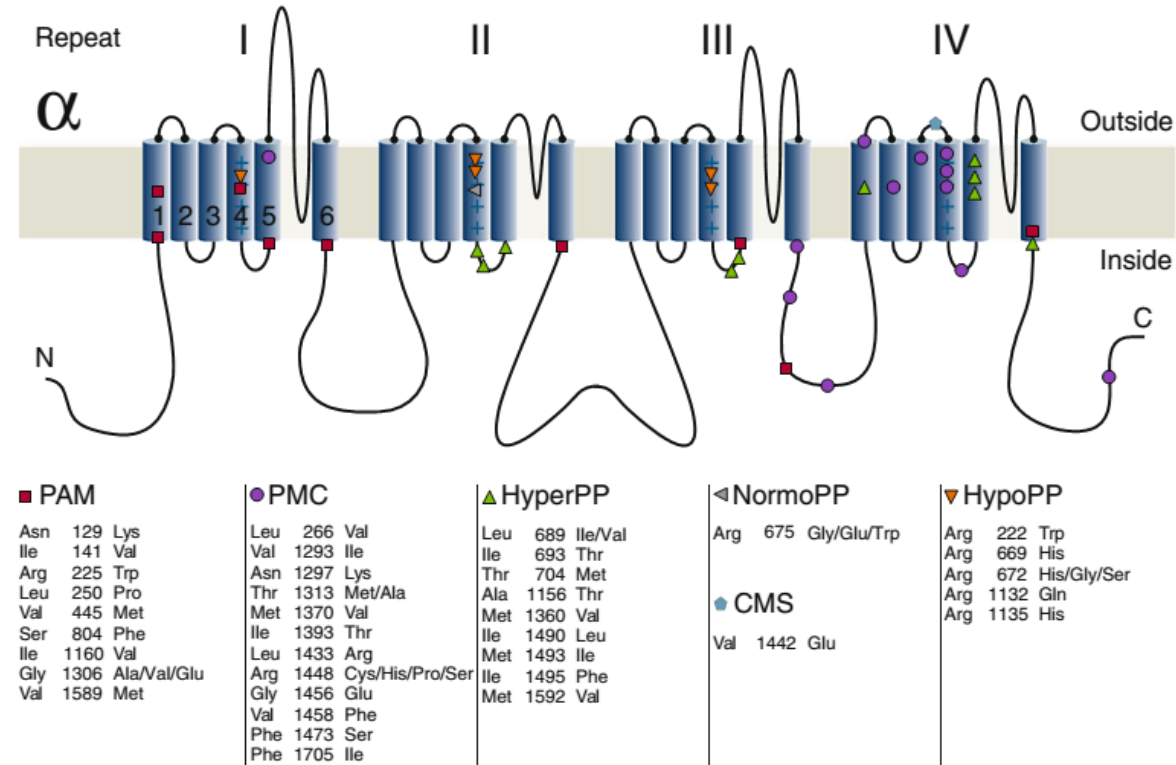 Repeat I II III IV
α
Outside
1 2 3 4 5 6
Inside
N
C
PAM
Asn 129 Lys
Ile 141 Val
Arg 225 Trp
Leu 250 Pro
Val 445 Met
Ser 804 Phe
Ile 1160 Val
Gly 1306 Ala/Val/Glu
Val 1589 Met
PMC
Leu 266 Val
Val 1293 Ile
Asn 1297 Lys
Thr 1313 Met/Ala
Met 1370 Val
Ile 1393 Thr
Leu 1433 Arg
Arg 1448 Cys/His/Pro/Ser
Gly 1456 Glu
Val 1458 Phe
Phe 1473 Ser
Phe 1705 Ile
HyperPP
Leu 689 Ile/Val
Ile 693 Thr
Thr 704 Met
Ala 1156 Thr
Met 1360 Val
Ile 1490 Leu
Met 1493 Ile
Ile 1495 Phe
Met 1592 Val
NormoPP
Arg 675 Gly/Glu/Trp
CMS
Val 1442 Glu
HypoPP
Arg 222 Trp
Arg 669 His
Arg 672 His/Gly/Ser
Arg 1132 Gln
Arg 1135 His